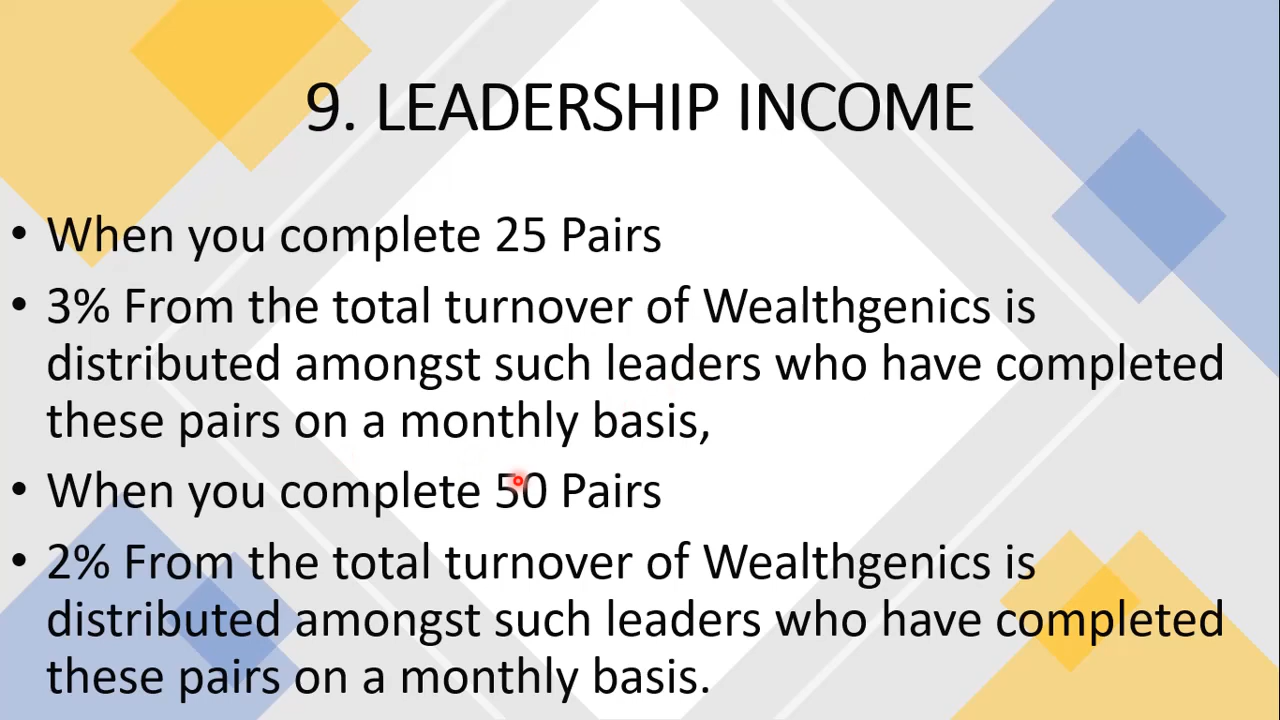 9. LEADERSHIP INCOME
• When you complete 25 Pairs
• 3% From the total turnover of Wealthgenics is
distributed amongst such leaders who have completed
these pairs on a monthly basis,
• When you complete 50 Pairs
• 2% From the total turnover of Wealthgenics is
distributed amongst such leaders who have completed
these pairs on a monthly basis.